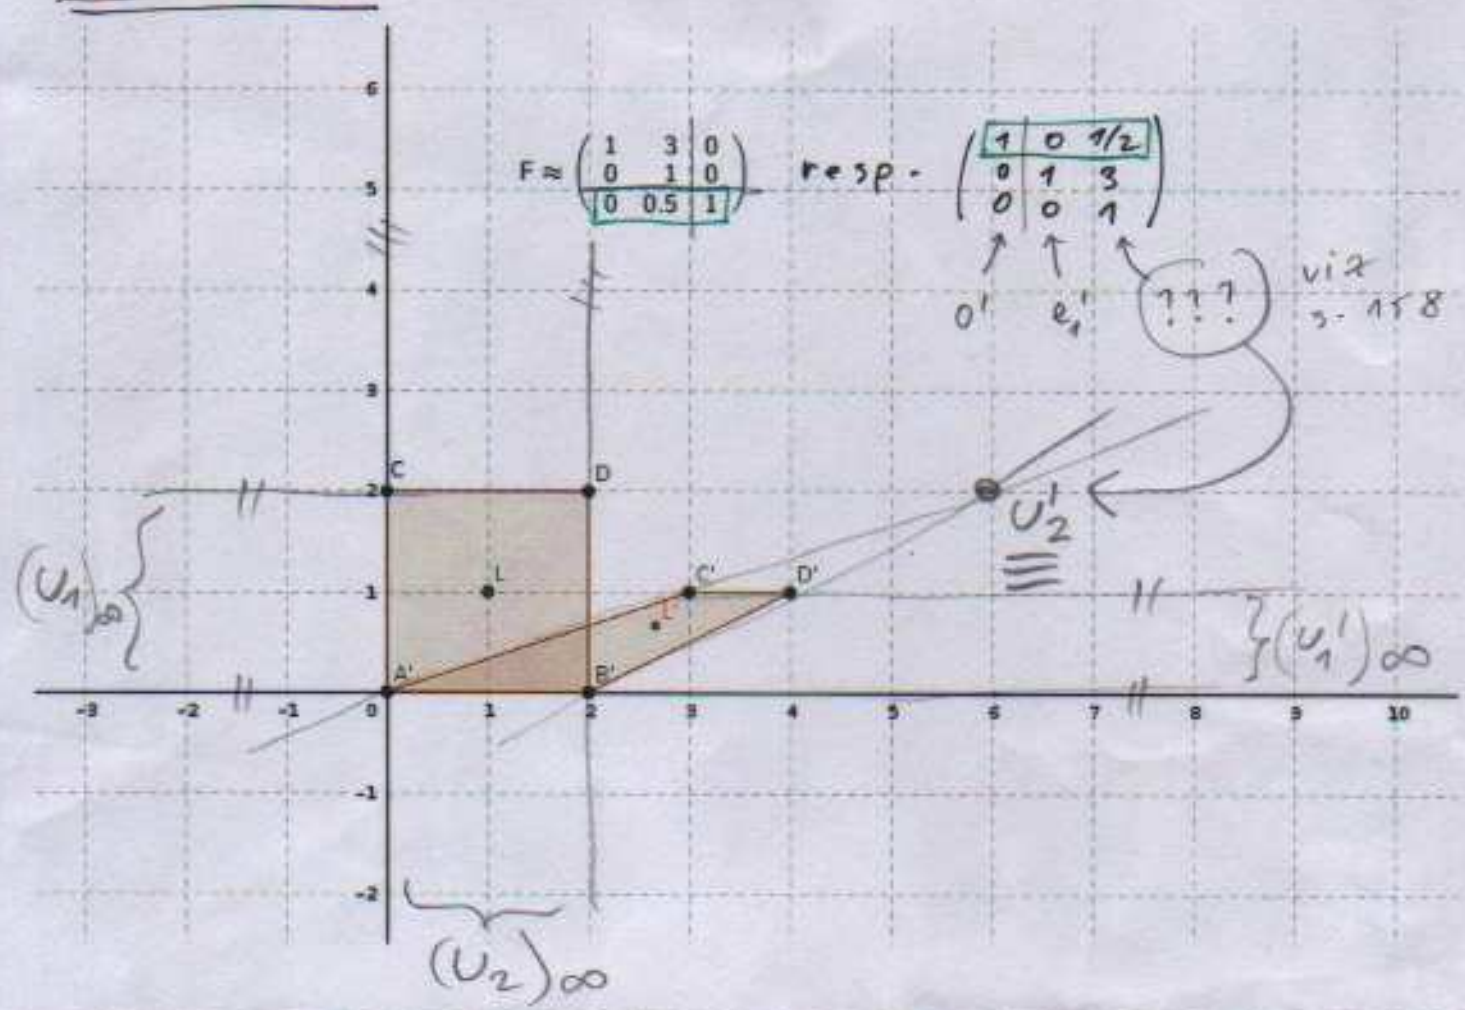 6
F ≈ ( 1 3 | 0 ) resp. ( 1 | 0 1/2 )
( 0 1 | 0 ) ( 0 | 1 3 )
( 0 0.5 | 1 ) ( 0 | 0 1 )
5
4
0' e₁' ??? viz
s. 158
3
C D
2
U₂'
(U₁)∞
L C' D'
1
L'
(U₁')∞
A' B'
-3 -2 -1 0 1 2 3 4 5 6 7 8 9 10
-1
-2
(U₂)∞